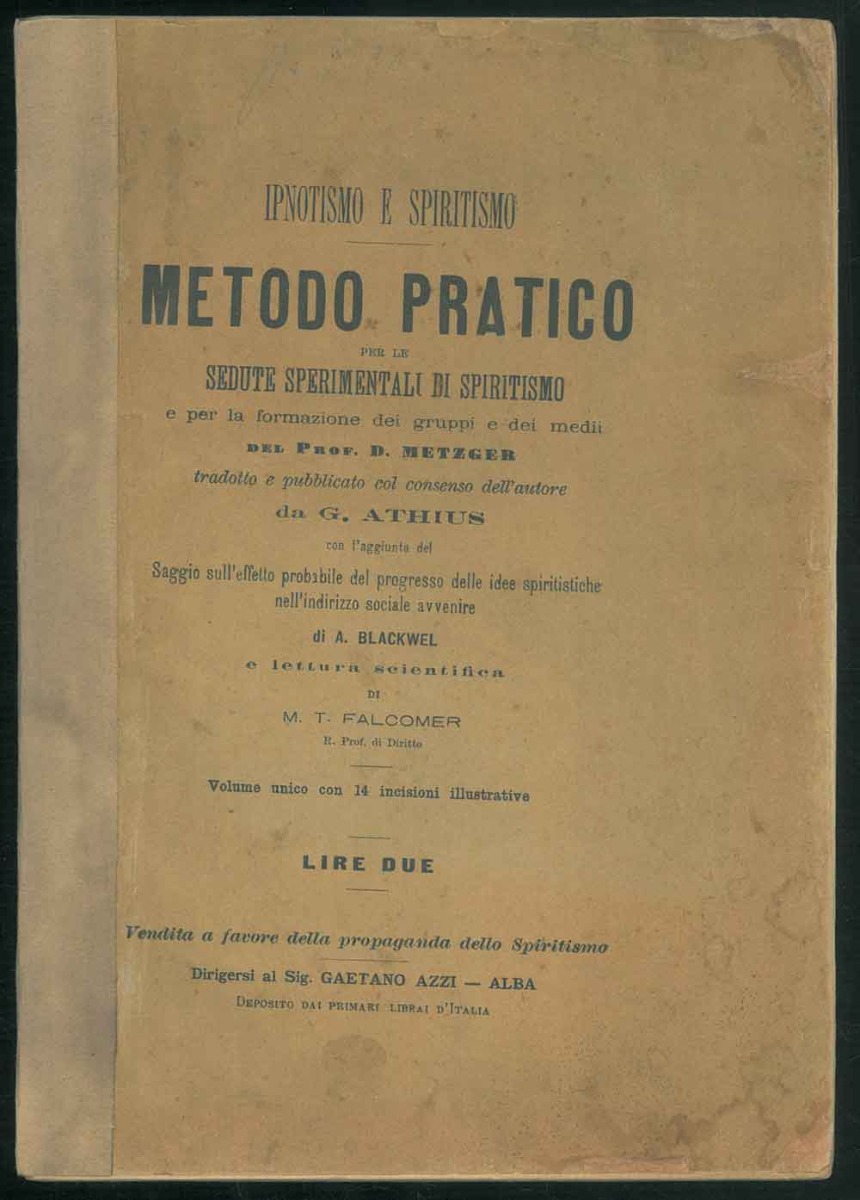 IPNOTISMO E SPIRITISMO
METODO PRATICO
PER LE
SEDUTE SPERIMENTALI DI SPIRITISMO
e per la formazione dei gruppi e dei medii
DEL PROF. D. METZGER
tradotto e pubblicato col consenso dell'autore
da G. ATHIUS
con l'aggiunta del
Saggio sull'effetto probabile del progresso delle idee spiritistiche
nell'indirizzo sociale avvenire
di A. BLACKWEL
e lettura scientifica
DI
M. T. FALCOMER
R. Prof. di Diritto
Volume unico con 14 incisioni illustrative
LIRE DUE
Vendita a favore della propaganda dello Spiritismo
Dirigersi al Sig. GAETANO AZZI — ALBA
DEPOSITO DAI PRIMARI LIBRAI D'ITALIA